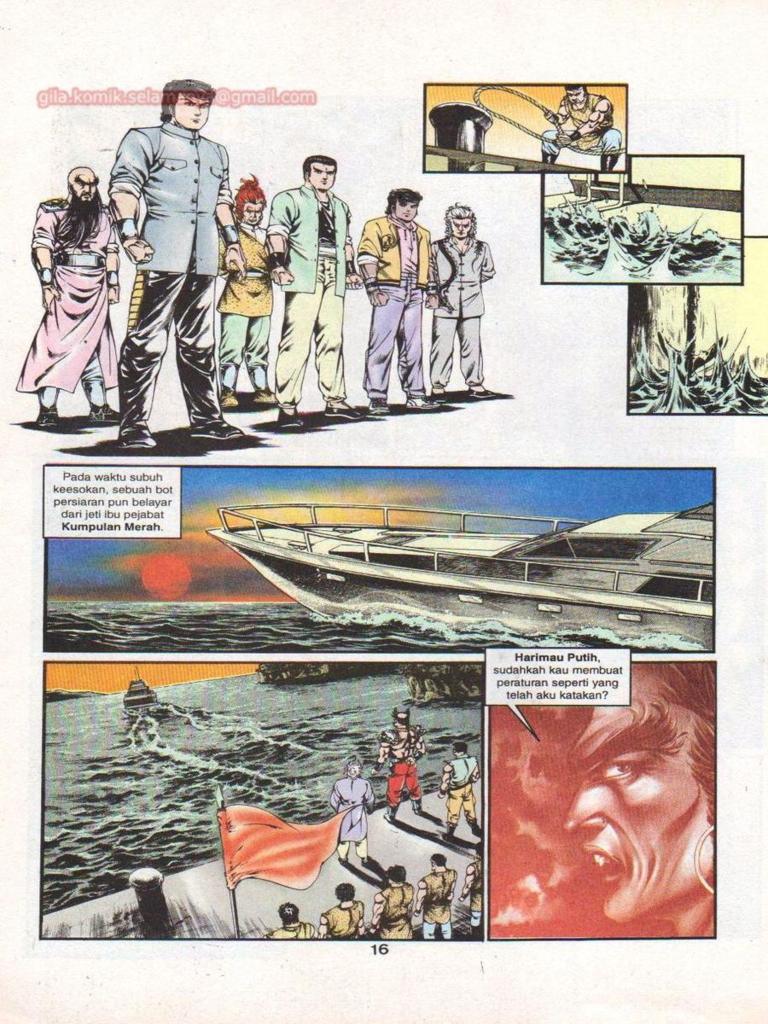 Pada waktu subuh
keesokan, sebuah bot
persiaran pun belayar
dari jeti ibu pejabat
Kumpulan Merah.
Harimau Putih,
sudahkah kau membuat
peraturan seperti yang
telah aku katakan?
16